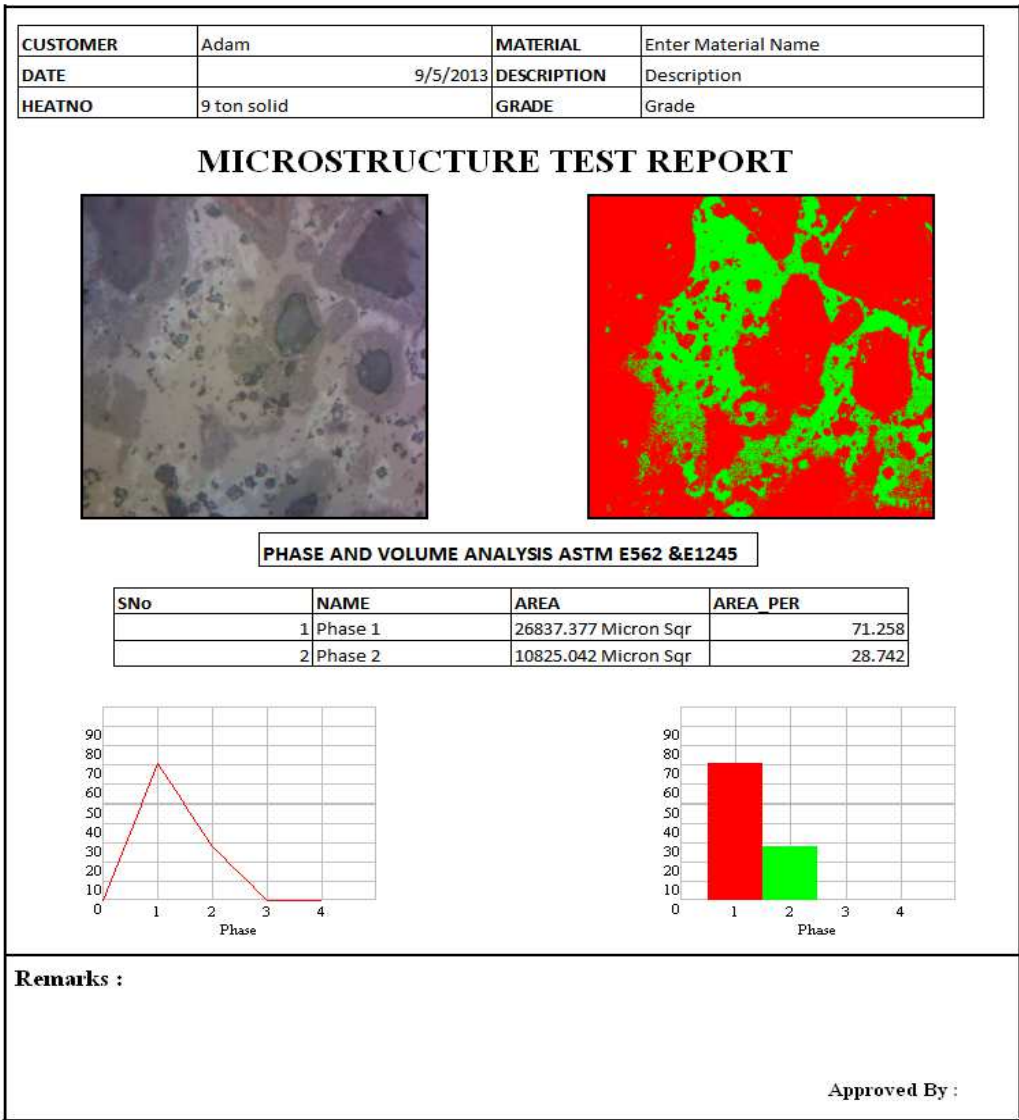 CUSTOMER Adam MATERIAL Enter Material Name
DATE 9/5/2013 DESCRIPTION Description
HEATNO 9 ton solid GRADE Grade
MICROSTRUCTURE TEST REPORT
PHASE AND VOLUME ANALYSIS ASTM E562 &E1245
SNo NAME AREA AREA_PER
1 Phase 1 26837.377 Micron Sqr 71.258
2 Phase 2 10825.042 Micron Sqr 28.742
90
80
70
60
50
40
30
20
10
0 1 2 3 4
Phase
90
80
70
60
50
40
30
20
10
0 1 2 3 4
Phase
Remarks :
Approved By :